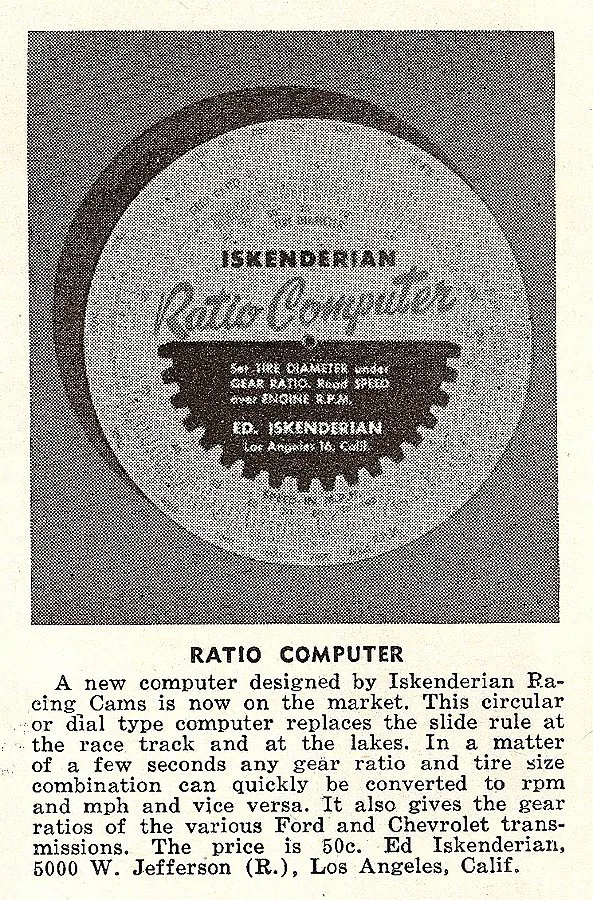 ISKENDERIAN
Ratio Computer
Set TIRE DIAMETER under
GEAR RATIO. Read SPEED
over ENGINE R.P.M.
ED. ISKENDERIAN
Los Angeles 16, Calif.
RATIO COMPUTER
A new computer designed by Iskenderian Ra-
cing Cams is now on the market. This circular
or dial type computer replaces the slide rule at
the race track and at the lakes. In a matter
of a few seconds any gear ratio and tire size
combination can quickly be converted to rpm
and mph and vice versa. It also gives the gear
ratios of the various Ford and Chevrolet trans-
missions. The price is 50c. Ed Iskenderian,
5000 W. Jefferson (R.), Los Angeles, Calif.